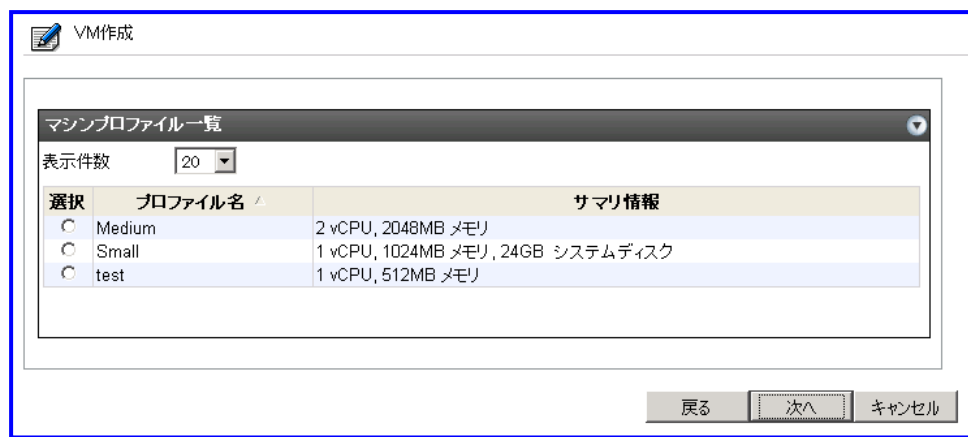 VM作成
マシンプロファイル一覧
表示件数 20
選択 プロファイル名 サマリ情報
Medium 2 vCPU, 2048MB メモリ
Small 1 vCPU, 1024MB メモリ, 24GB システムディスク
test 1 vCPU, 512MB メモリ
戻る 次へ キャンセル